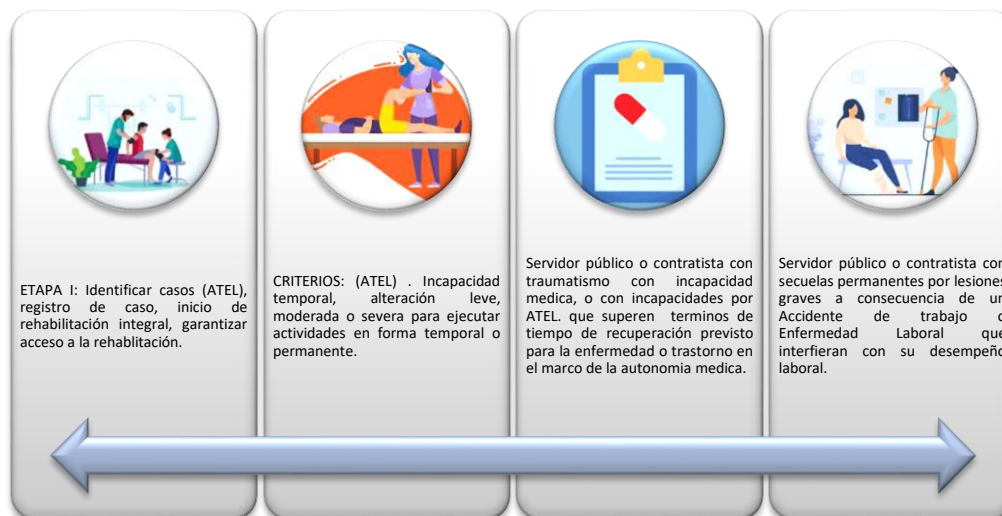 ETAPA I: Identificar casos (ATEL),
registro de caso, inicio de
rehabilitación integral, garantizar
acceso a la rehablitación.
CRITERIOS: (ATEL) . Incapacidad
temporal, alteración leve,
moderada o severa para ejecutar
actividades en forma temporal o
permanente.
Servidor público o contratista con
traumatismo con incapacidad
medica, o con incapacidades por
ATEL. que superen terminos de
tiempo de recuperación previsto
para la enfermedad o trastorno en
el marco de la autonomia medica.
Servidor público o contratista con
secuelas permanentes por lesiones
graves a consecuencia de un
Accidente de trabajo o
Enfermedad Laboral que
interfieran con su desempeño
laboral.